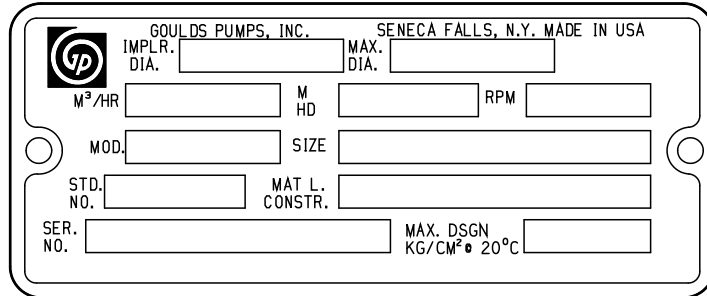 GOULDS PUMPS, INC. SENECA FALLS, N.Y. MADE IN USA
gp
IMPLR. DIA. MAX. DIA.
M³/HR M HD RPM
MOD. SIZE
STD. NO. MAT L. CONSTR.
SER. NO. MAX. DSGN KG/CM²@ 20°C